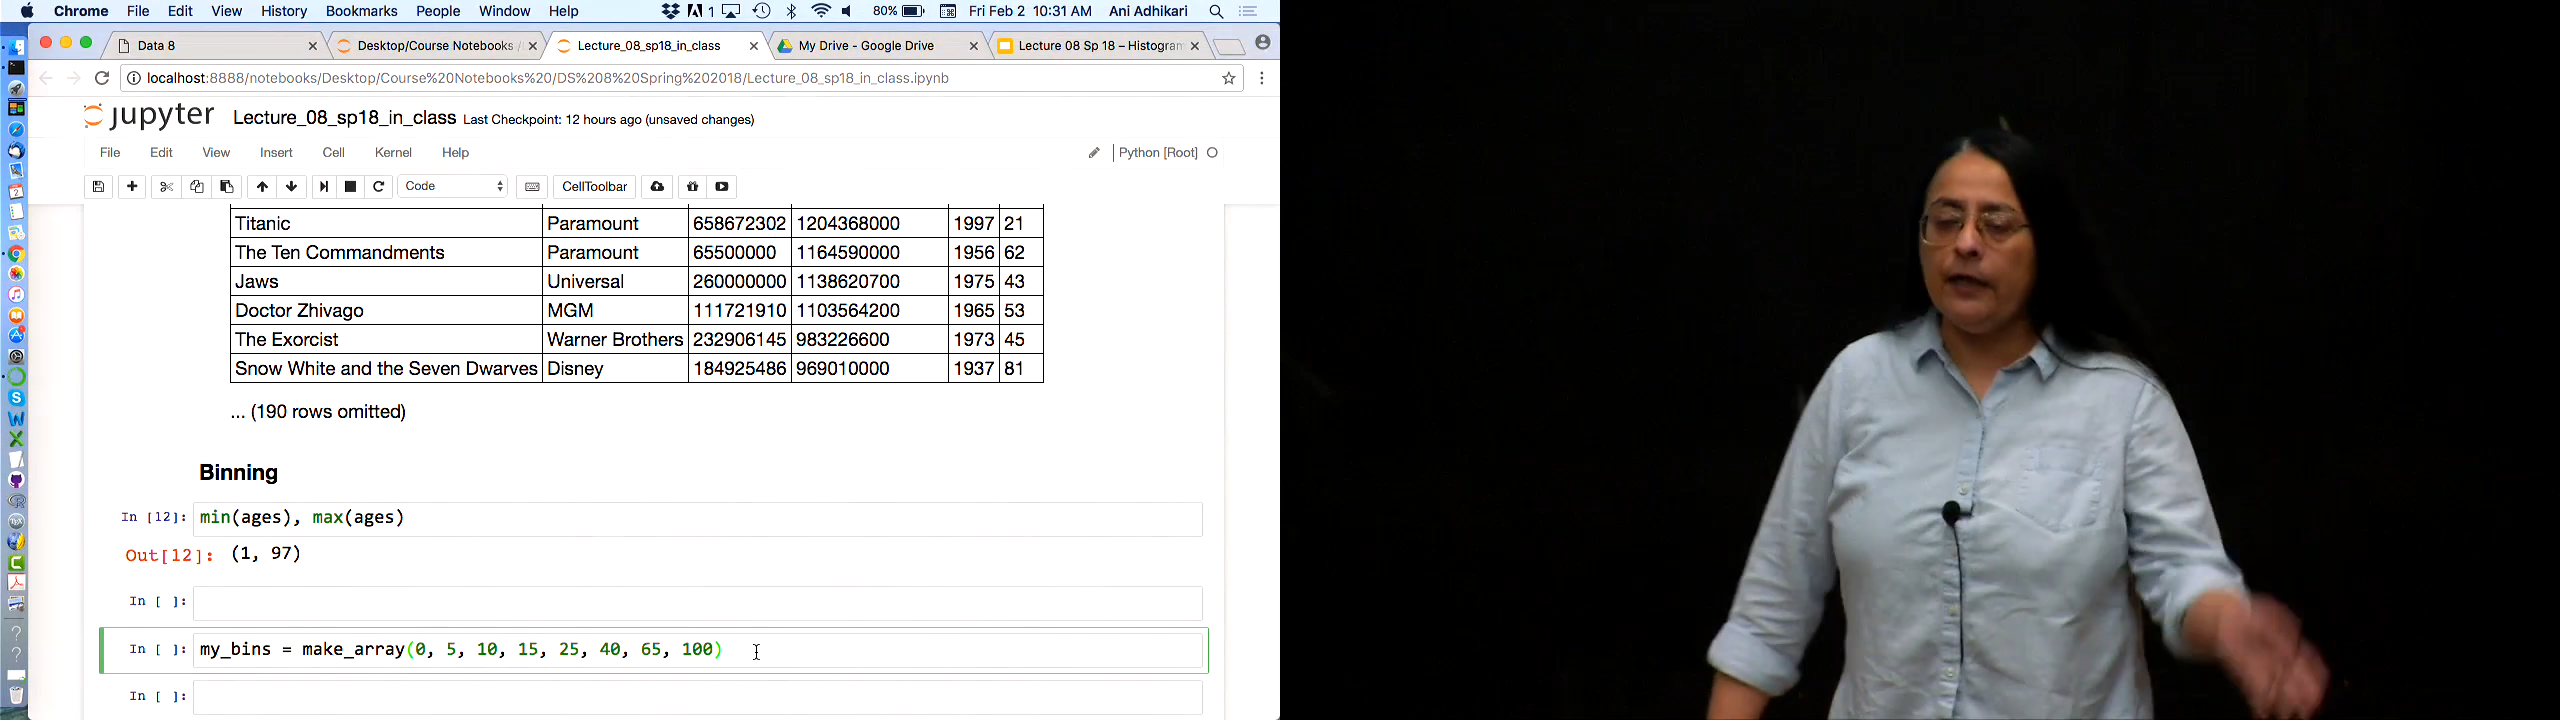 Chrome File Edit View History Bookmarks People Window Help 1 80% Fri Feb 2 10:31 AM Ani Adhikari
Data 8 Desktop/Course Notebooks Lecture_08_sp18_in_class My Drive - Google Drive Lecture 08 Sp 18 – Histogram
localhost:8888/notebooks/Desktop/Course%20Notebooks%20/DS%208%20Spring%202018/Lecture_08_sp18_in_class.ipynb
jupyter Lecture_08_sp18_in_class Last Checkpoint: 12 hours ago (unsaved changes)
File Edit View Insert Cell Kernel Help Python [Root]
Code CellToolbar
Titanic Paramount 658672302 1204368000 1997 21
The Ten Commandments Paramount 65500000 1164590000 1956 62
Jaws Universal 260000000 1138620700 1975 43
Doctor Zhivago MGM 111721910 1103564200 1965 53
The Exorcist Warner Brothers 232906145 983226600 1973 45
Snow White and the Seven Dwarves Disney 184925486 969010000 1937 81
... (190 rows omitted)
Binning
In [12]: min(ages), max(ages)
Out[12]: (1, 97)
In [ ]:
In [ ]: my_bins = make_array(0, 5, 10, 15, 25, 40, 65, 100)
In [ ]: